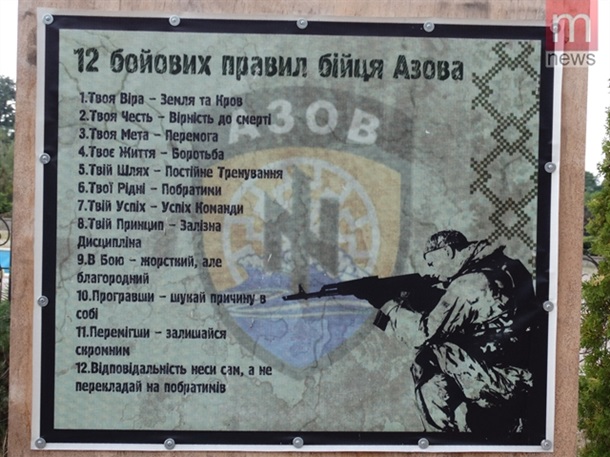 m
news
12 бойових правил бійця Азова
АЗОВ
1.Твоя Віра – Земля та Кров
2.Твоя Честь – Вірність до смерті
3.Твоя Мета – Перемога
4.Твоє Життя – Боротьба
5.Твій Шлях – Постійне Тренування
6.Твої Рідні – Побратими
7.Твій Успіх – Успіх Команди
8.Твій Принцип – Залізна
Дисципліна
9.В Бою – жорсткий, але
благородний
10.Програвши – шукай причину в
собі
11.Перемігши – залишайся
скромним
12.Відповідальність неси сам, а не
перекладай на побратимів